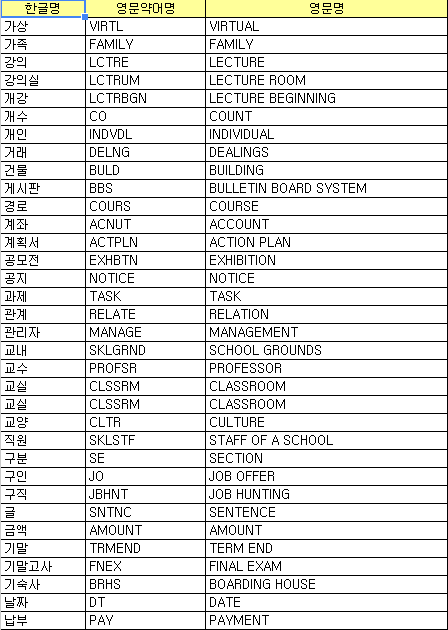 한글명 영문약어명 영문명
가상 VIRTL VIRTUAL
가족 FAMILY FAMILY
강의 LCTRE LECTURE
강의실 LCTRUM LECTURE ROOM
개강 LCTRBGN LECTURE BEGINNING
개수 CO COUNT
개인 INDVDL INDIVIDUAL
거래 DELNG DEALINGS
건물 BULD BUILDING
게시판 BBS BULLETIN BOARD SYSTEM
경로 COURS COURSE
계좌 ACNUT ACCOUNT
계획서 ACTPLN ACTION PLAN
공모전 EXHBTN EXHIBITION
공지 NOTICE NOTICE
과제 TASK TASK
관계 RELATE RELATION
관리자 MANAGE MANAGEMENT
교내 SKLGRND SCHOOL GROUNDS
교수 PROFSR PROFESSOR
교실 CLSSRM CLASSROOM
교실 CLSSRM CLASSROOM
교양 CLTR CULTURE
직원 SKLSTF STAFF OF A SCHOOL
구분 SE SECTION
구인 JO JOB OFFER
구직 JBHNT JOB HUNTING
글 SNTNC SENTENCE
금액 AMOUNT AMOUNT
기말 TRMEND TERM END
기말고사 FNEX FINAL EXAM
기숙사 BRHS BOARDING HOUSE
날짜 DT DATE
납부 PAY PAYMENT